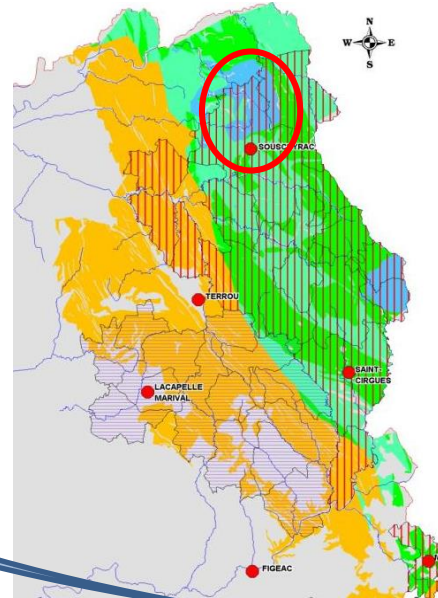 N
W E
S
SOUSCEYRAC
TERROU
SAINT-
CIRGUES
LACAPELLE
MARIVAL
FIGEAC